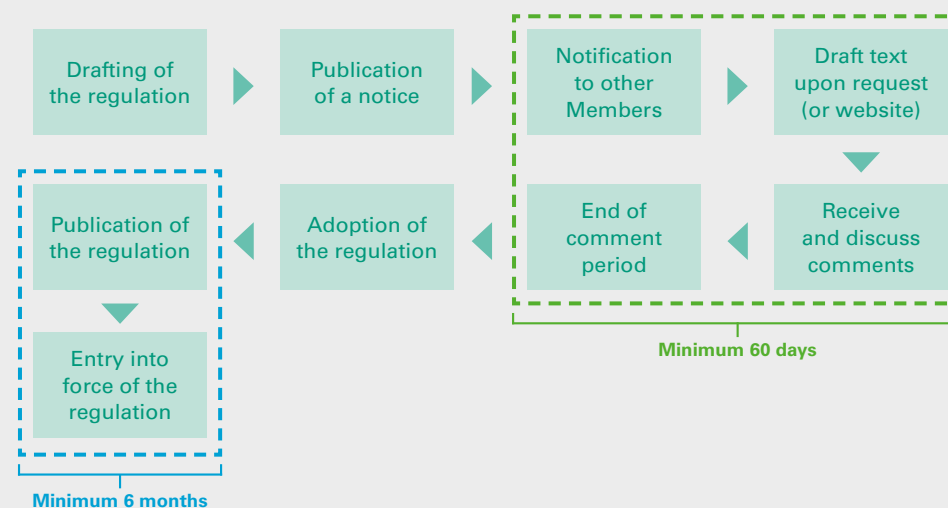 Drafting of
the regulation
Publication
of a notice
Notification
to other
Members
Draft text
upon request
(or website)
Receive
and discuss
comments
End of
comment
period
Adoption of
the regulation
Publication of
the regulation
Entry into
force of the
regulation
Minimum 60 days
Minimum 6 months